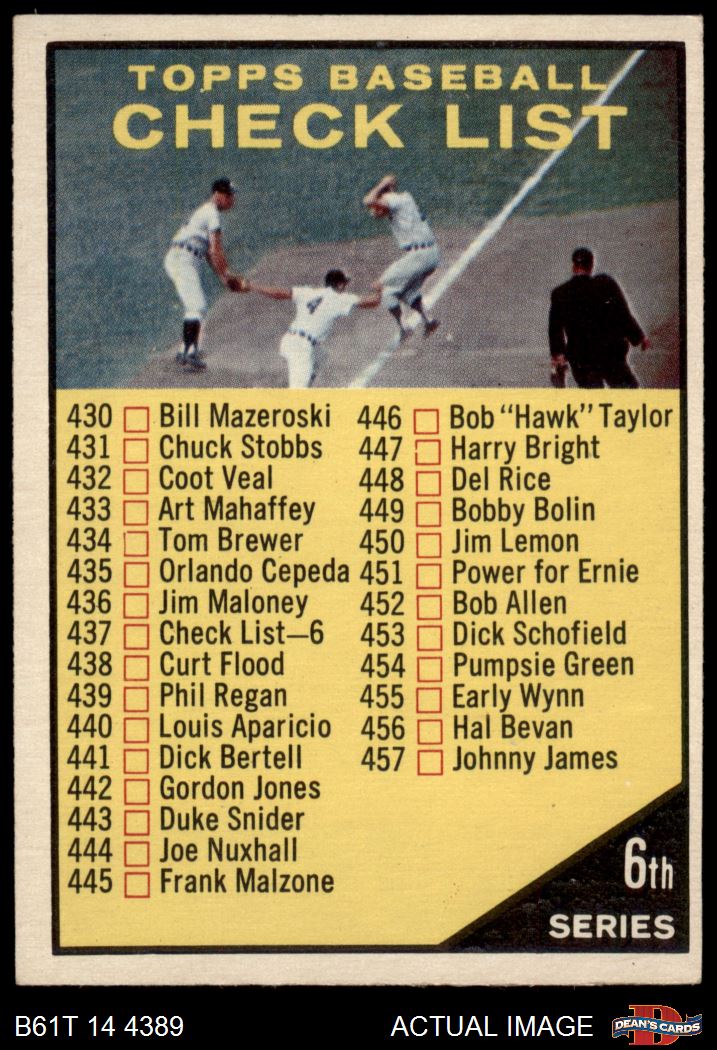 TOPPS BASEBALL
CHECK LIST
4
430 Bill Mazeroski
431 Chuck Stobbs
432 Coot Veal
433 Art Mahaffey
434 Tom Brewer
435 Orlando Cepeda
436 Jim Maloney
437 Check List—6
438 Curt Flood
439 Phil Regan
440 Louis Aparicio
441 Dick Bertell
442 Gordon Jones
443 Duke Snider
444 Joe Nuxhall
445 Frank Malzone
446 Bob "Hawk" Taylor
447 Harry Bright
448 Del Rice
449 Bobby Bolin
450 Jim Lemon
451 Power for Ernie
452 Bob Allen
453 Dick Schofield
454 Pumpsie Green
455 Early Wynn
456 Hal Bevan
457 Johnny James
6th
SERIES
B61T 14 4389
ACTUAL IMAGE
D
DEAN'S CARDS